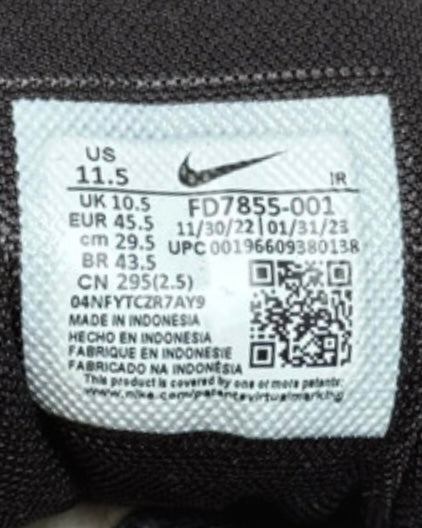 US
11.5
IR
UK 10.5
FD7855-001
EUR 45.5
11/30/22 | 01/31/23
cm 29.5
UPC 00196609380138
BR 43.5
CN 295(2.5)
04NFYTCZR7AY9
MADE IN INDONESIA
HECHO EN INDONESIA
FABRIQUE EN INDONESIE
FABRICADO NA INDONÉSIA
This product is covered by one or more patents:
www.nike.com/patentsvirtualmarking